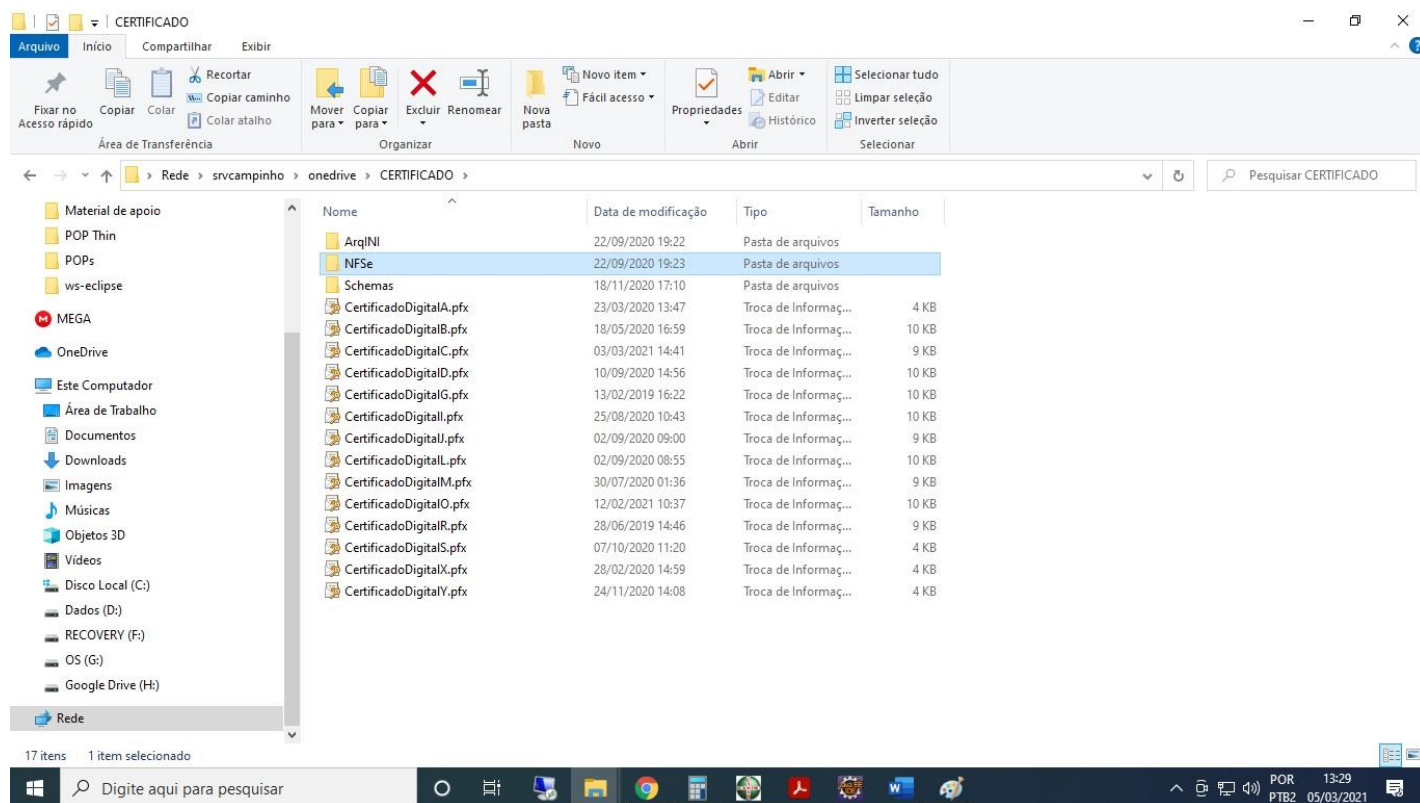 CERTIFICADO
Arquivo Início Compartilhar Exibir
Fixar no Acesso rápido
Copiar
Colar
Recortar
Copiar caminho
Colar atalho
Mover para
Copiar para
Excluir
Renomear
Nova pasta
Novo item
Fácil acesso
Propriedades
Abrir
Editar
Histórico
Selecionar tudo
Limpar seleção
Inverter seleção
Área de Transferência Organizar Novo Abrir Selecionar
Rede › srvcampinho › onedrive › CERTIFICADO ›
Pesquisar CERTIFICADO
Material de apoio
POP Thin
POPs
ws-eclipse
MEGA
OneDrive
Este Computador
Área de Trabalho
Documentos
Downloads
Imagens
Músicas
Objetos 3D
Vídeos
Disco Local (C:)
Dados (D:)
RECOVERY (F:)
OS (G:)
Google Drive (H:)
Rede
Nome Data de modificação Tipo Tamanho
ArqINI 22/09/2020 19:22 Pasta de arquivos
NFSe 22/09/2020 19:23 Pasta de arquivos
Schemas 18/11/2020 17:10 Pasta de arquivos
CertificadoDigitalA.pfx 23/03/2020 13:47 Troca de Informaç... 4 KB
CertificadoDigitalB.pfx 18/05/2020 16:59 Troca de Informaç... 10 KB
CertificadoDigitalC.pfx 03/03/2021 14:41 Troca de Informaç... 9 KB
CertificadoDigitalD.pfx 10/09/2020 14:56 Troca de Informaç... 10 KB
CertificadoDigitalG.pfx 13/02/2019 16:22 Troca de Informaç... 10 KB
CertificadoDigitalI.pfx 25/08/2020 10:43 Troca de Informaç... 10 KB
CertificadoDigitalJ.pfx 02/09/2020 09:00 Troca de Informaç... 9 KB
CertificadoDigitalL.pfx 02/09/2020 08:55 Troca de Informaç... 10 KB
CertificadoDigitalM.pfx 30/07/2020 01:36 Troca de Informaç... 9 KB
CertificadoDigitalO.pfx 12/02/2021 10:37 Troca de Informaç... 10 KB
CertificadoDigitalR.pfx 28/06/2019 14:46 Troca de Informaç... 9 KB
CertificadoDigitalS.pfx 07/10/2020 11:20 Troca de Informaç... 4 KB
CertificadoDigitalX.pfx 28/02/2020 14:59 Troca de Informaç... 4 KB
CertificadoDigitalY.pfx 24/11/2020 14:08 Troca de Informaç... 4 KB
17 itens 1 item selecionado
Digite aqui para pesquisar
POR 13:29
PTB2 05/03/2021